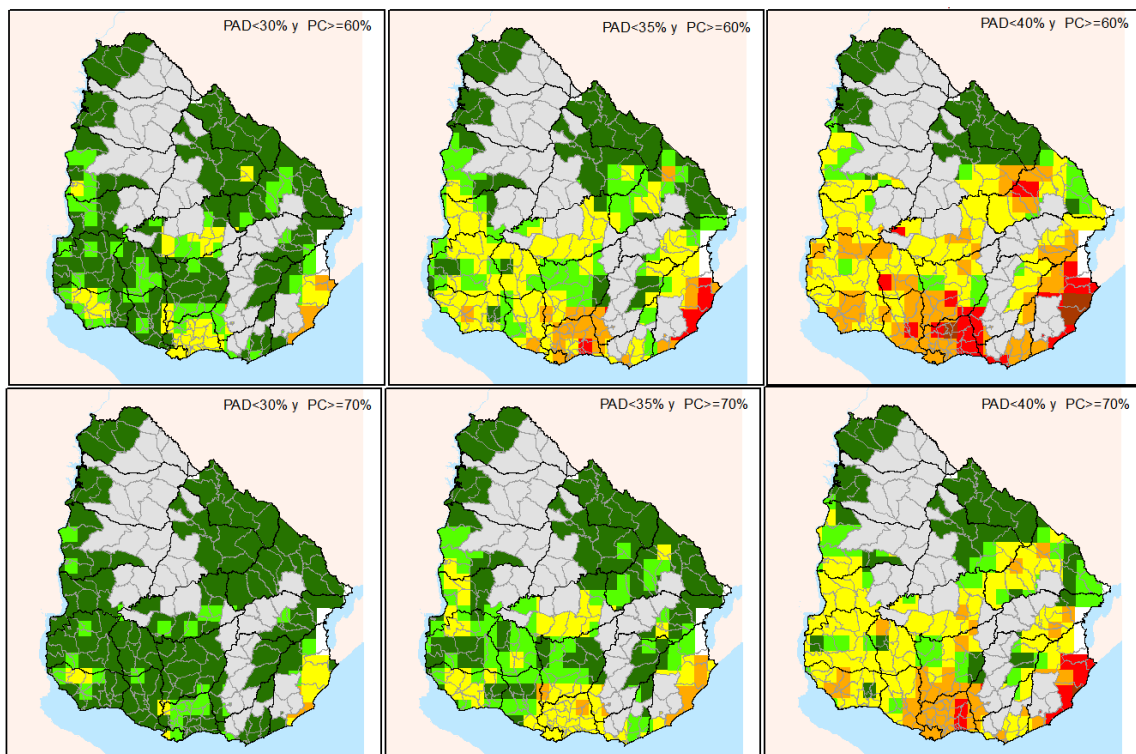 PAD<30% y PC>=60%
PAD<35% y PC>=60%
PAD<40% y PC>=60%
PAD<30% y PC>=70%
PAD<35% y PC>=70%
PAD<40% y PC>=70%